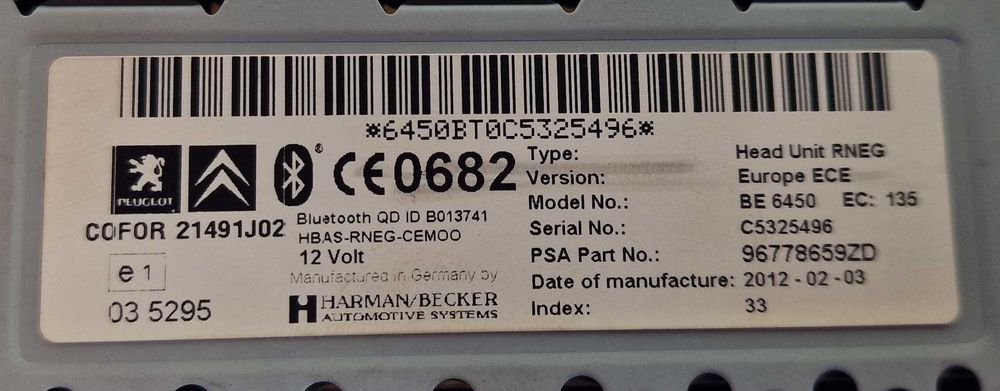 *6450BT0C5325496*
PEUGEOT
® CE0682
COFOR 21491J02
Bluetooth QD ID B013741
HBAS-RNEG-CEMOO
12 Volt
Manufactured in Germany by:
HARMAN/BECKER
AUTOMOTIVE SYSTEMS
e1
03 5295
Type: Head Unit RNEG
Version: Europe ECE
Model No.: BE 6450 EC: 135
Serial No.: C5325496
PSA Part No.: 96778659ZD
Date of manufacture: 2012-02-03
Index: 33